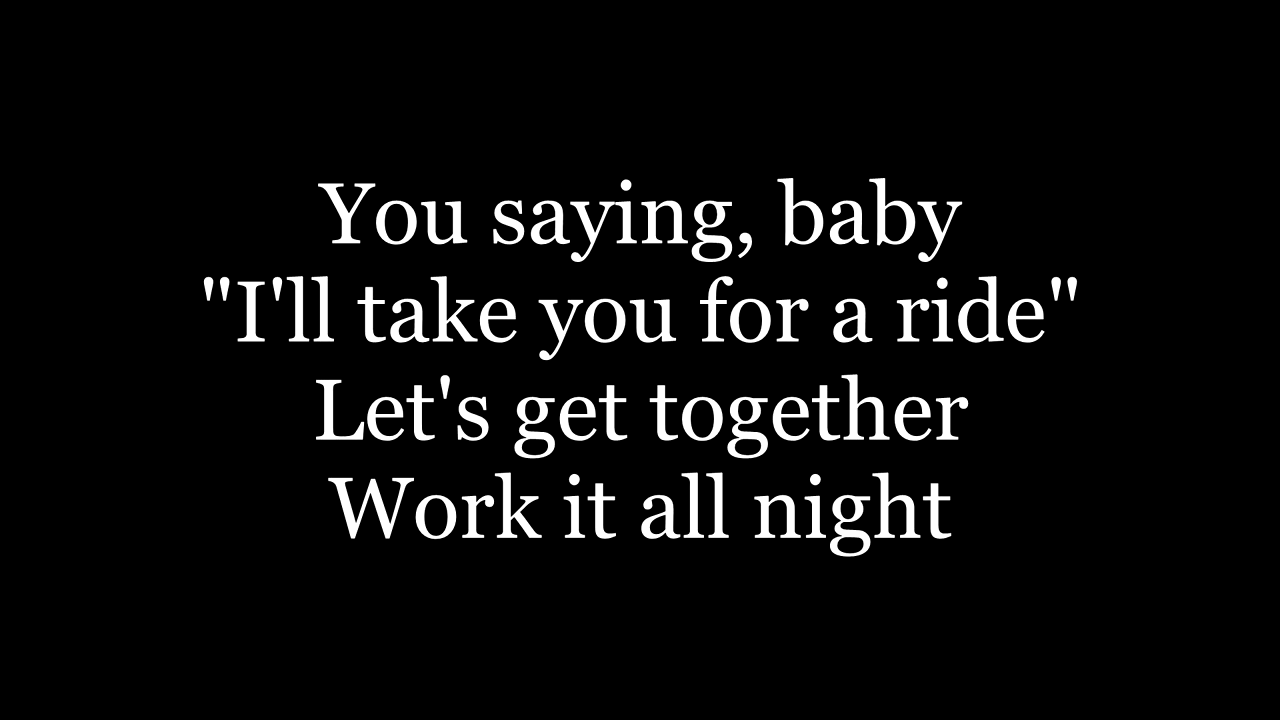 You saying, baby
"I'll take you for a ride"
Let's get together
Work it all night